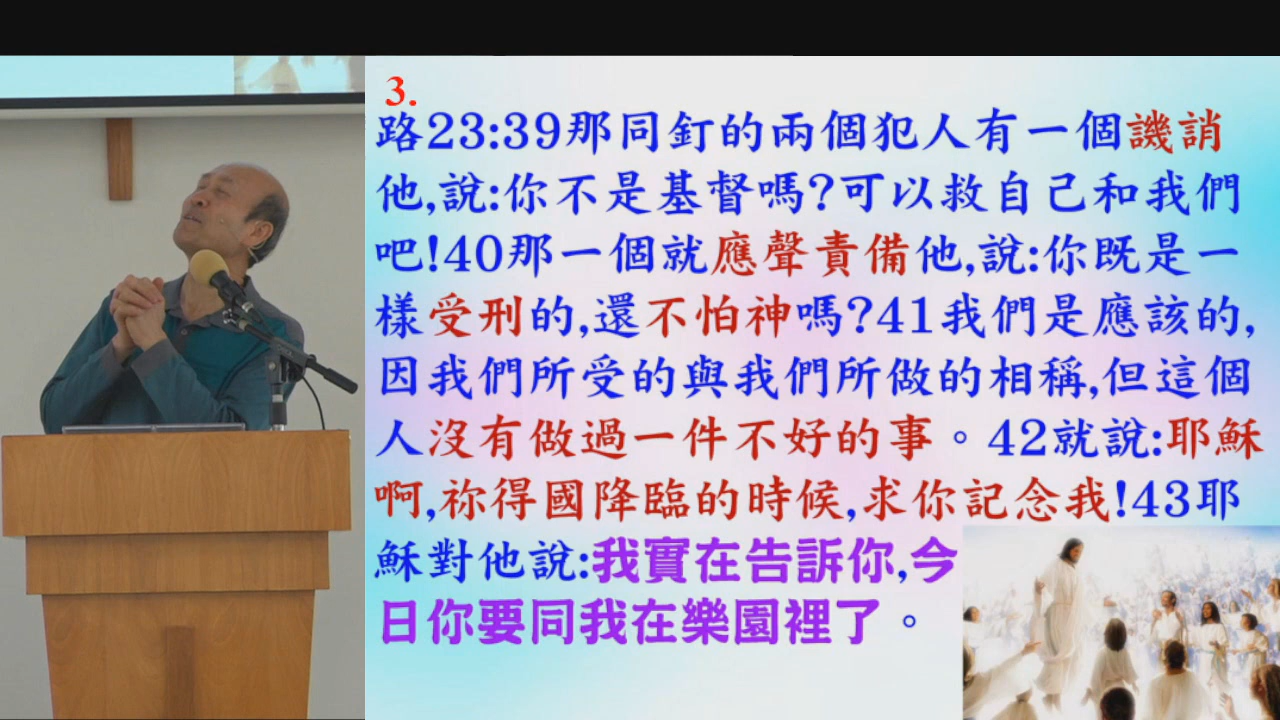 3.
路23:39那同釘的兩個犯人有一個譏誚
他,說:你不是基督嗎?可以救自己和我們
吧!40那一個就應聲責備他,說:你既是一
樣受刑的,還不怕神嗎?41我們是應該的,
因我們所受的與我們所做的相稱,但這個
人沒有做過一件不好的事。42就說:耶穌
啊,祢得國降臨的時候,求你記念我!43耶
穌對他說:我實在告訴你,今
日你要同我在樂園裡了。